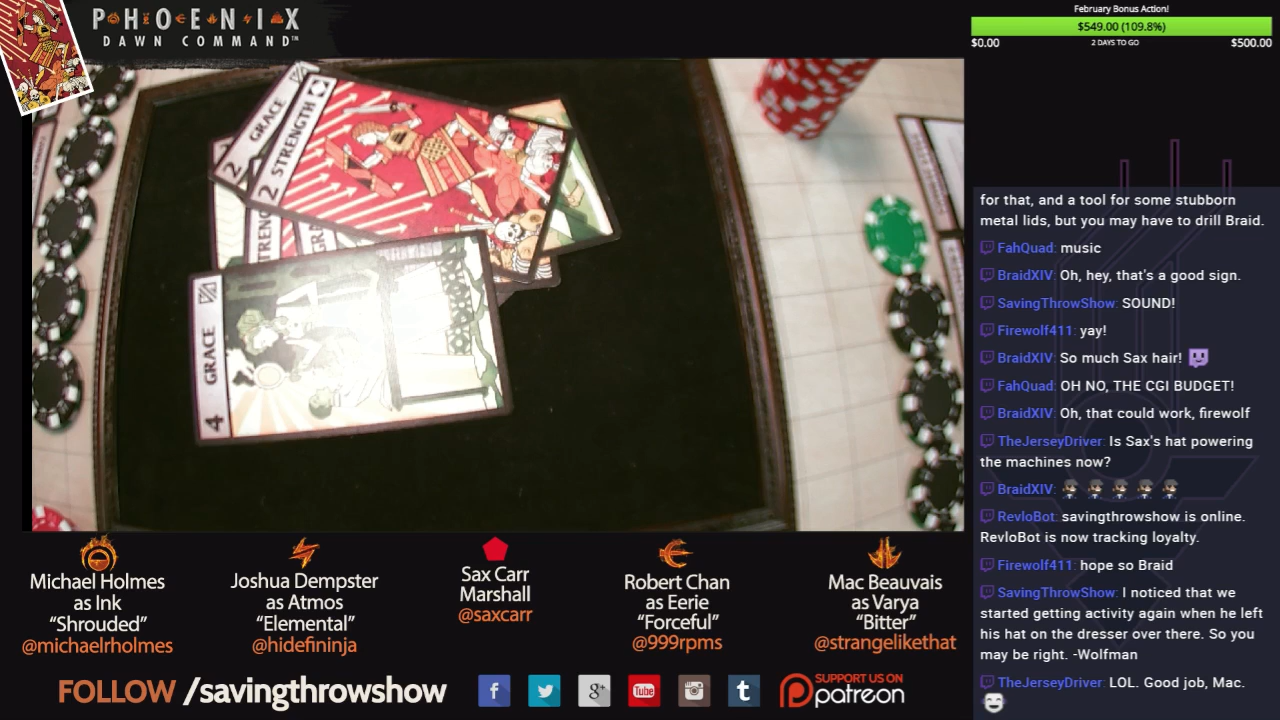 PHOENIX
DAWN COMMAND™
February Bonus Action!
$549.00 (109.8%)
$0.00
2 DAYS TO GO
$500.00
2 GRACE
2 STRENGTH
4 GRACE
for that, and a tool for some stubborn
metal lids, but you may have to drill Braid.
FahQuad: music
BraidXIV: Oh, hey, that's a good sign.
SavingThrowShow: SOUND!
Firewolf411: yay!
BraidXIV: So much Sax hair!
FahQuad: OH NO, THE CGI BUDGET!
BraidXIV: Oh, that could work, firewolf
TheJerseyDriver: Is Sax's hat powering
the machines now?
BraidXIV:
RevloBot: savingthrowshow is online.
RevloBot is now tracking loyalty.
Firewolf411: hope so Braid
SavingThrowShow: I noticed that we
started getting activity again when he left
his hat on the dresser over there. So you
may be right. -Wolfman
TheJerseyDriver: LOL. Good job, Mac.
Michael Holmes
as Ink
“Shrouded”
@michaelrholmes
Joshua Dempster
as Atmos
“Elemental”
@hidefininja
Sax Carr
Marshall
@saxcarr
Robert Chan
as Eerie
“Forceful”
@999rpms
Mac Beauvais
as Varya
“Bitter”
@strangelikethat
FOLLOW /savingthrowshow
f
g+
You Tube
t
SUPPORT US ON
patreon